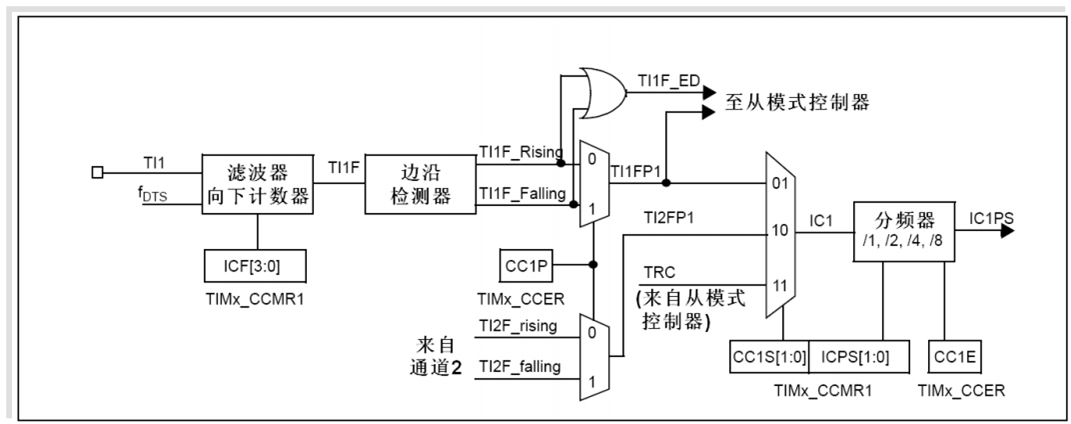 TI1F_ED
至从模式控制器
TI1
fDTS
滤波器
向下计数器
TI1F
边沿
检测器
TI1F_Rising
TI1F_Falling
0
1
TI1FP1
01
TI2FP1
10
IC1
分频器
/1, /2, /4, /8
IC1PS
ICF[3:0]
TIMx_CCMR1
CC1P
TIMx_CCER
TRC
(来自从模式
控制器)
11
来自
通道2
TI2F_rising
TI2F_falling
0
1
CC1S[1:0]
ICPS[1:0]
TIMx_CCMR1
CC1E
TIMx_CCER